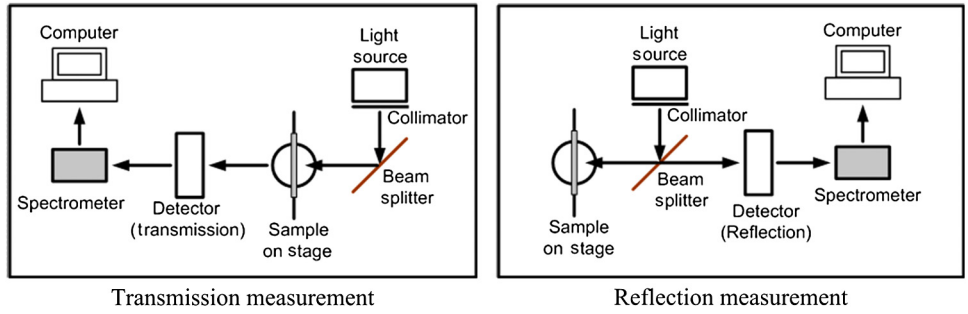 Computer
Light
source
Collimator
Beam
splitter
Spectrometer
Detector
(transmission)
Sample
on stage
Transmission measurement
Light
source
Computer
Collimator
Beam
splitter
Spectrometer
Detector
(Reflection)
Sample
on stage
Reflection measurement